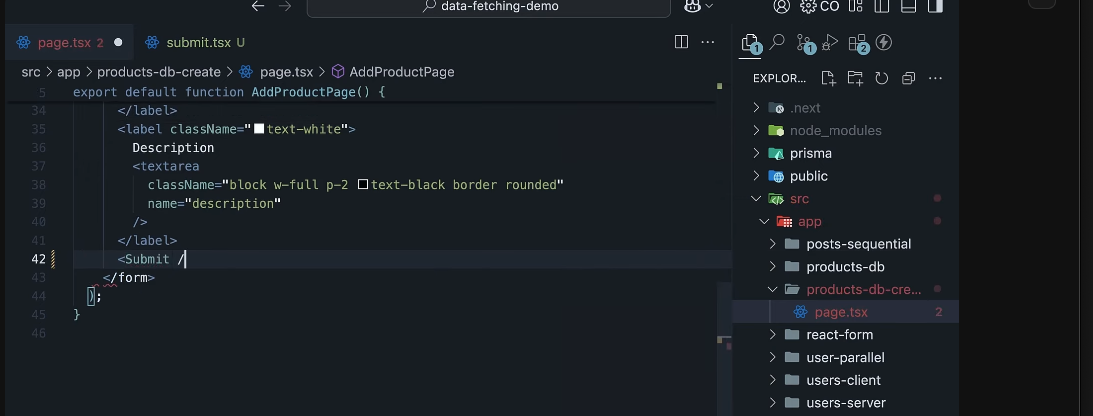 data-fetching-demo
CO
page.tsx 2
submit.tsx U
1
1
2
src > app > products-db-create > page.tsx > AddProductPage
EXPLOR...
5 export default function AddProductPage() {
34 </label>
35 <label className="text-white">
36 Description
37 <textarea
38 className="block w-full p-2 text-black border rounded"
39 name="description"
40 />
41 </label>
42 <Submit /
43 </form>
44 );
45 }
46
.next
node_modules
prisma
public
src
app
posts-sequential
products-db
products-db-cre...
page.tsx 2
react-form
user-parallel
users-client
users-server